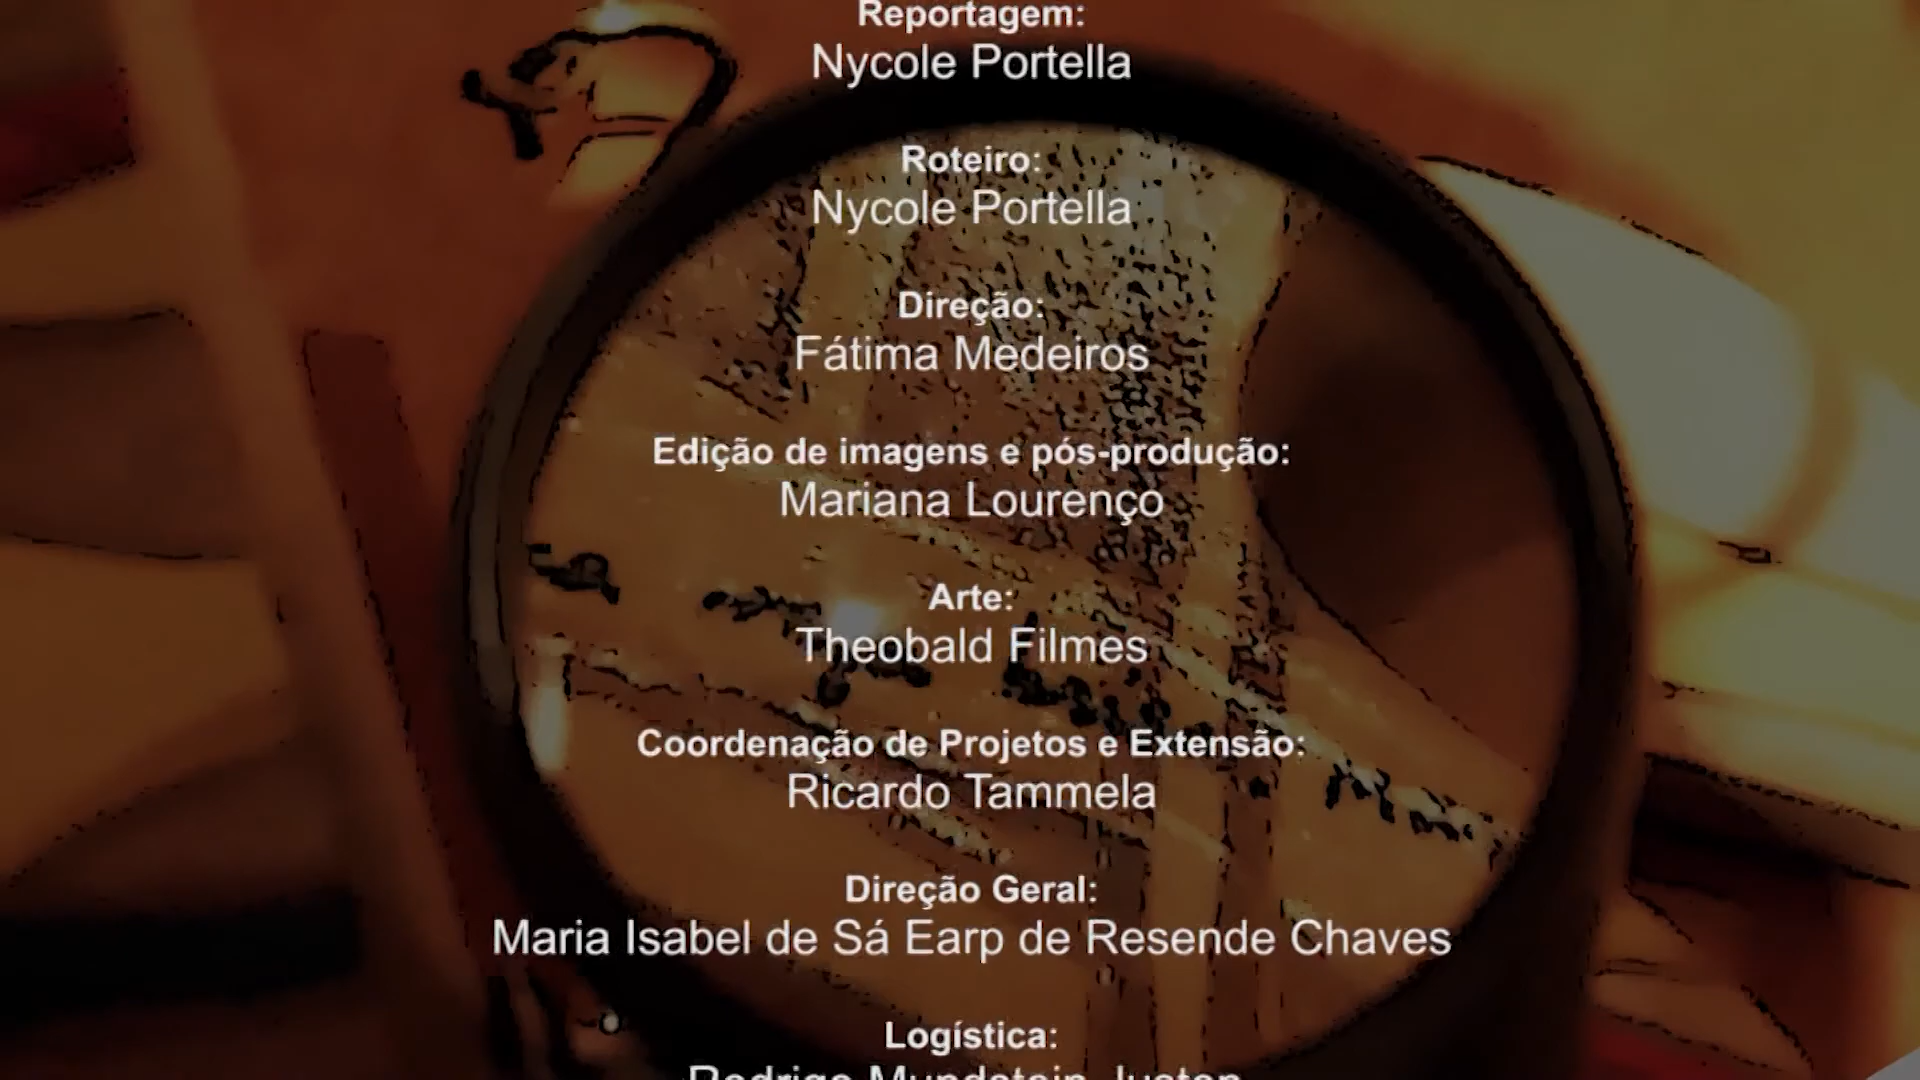 Reportagem:
Nycole Portella
Roteiro:
Nycole Portella
Direção:
Fátima Medeiros
Edição de imagens e pós-produção:
Mariana Lourenço
Arte:
Theobald Filmes
Coordenação de Projetos e Extensão:
Ricardo Tammela
Direção Geral:
Maria Isabel de Sá Earp de Resende Chaves
Logística:
Rodrigo